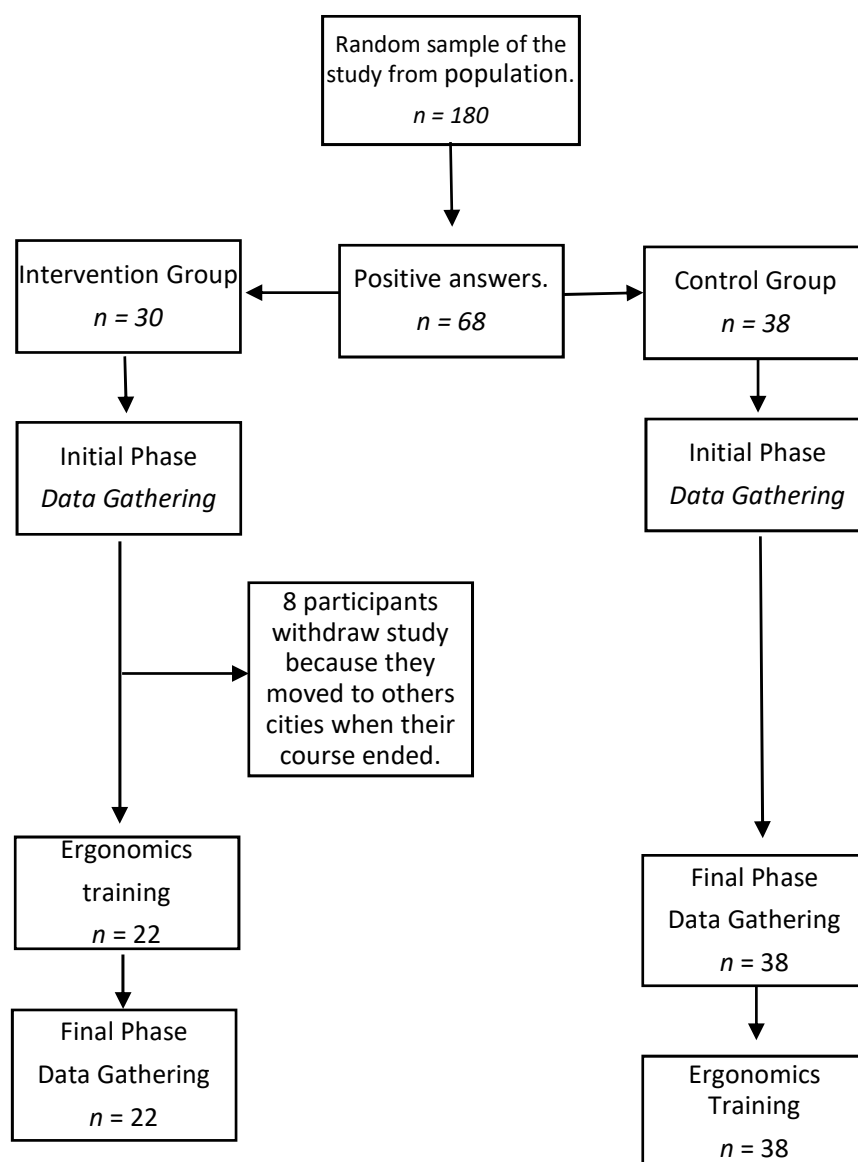 Random sample of the
study from population.
n = 180
Intervention Group
n = 30
Positive answers.
n = 68
Control Group
n = 38
Initial Phase
Data Gathering
Initial Phase
Data Gathering
8 participants
withdraw study
because they
moved to others
cities when their
course ended.
Ergonomics
training
n = 22
Final Phase
Data Gathering
n = 38
Final Phase
Data Gathering
n = 22
Ergonomics
Training
n = 38